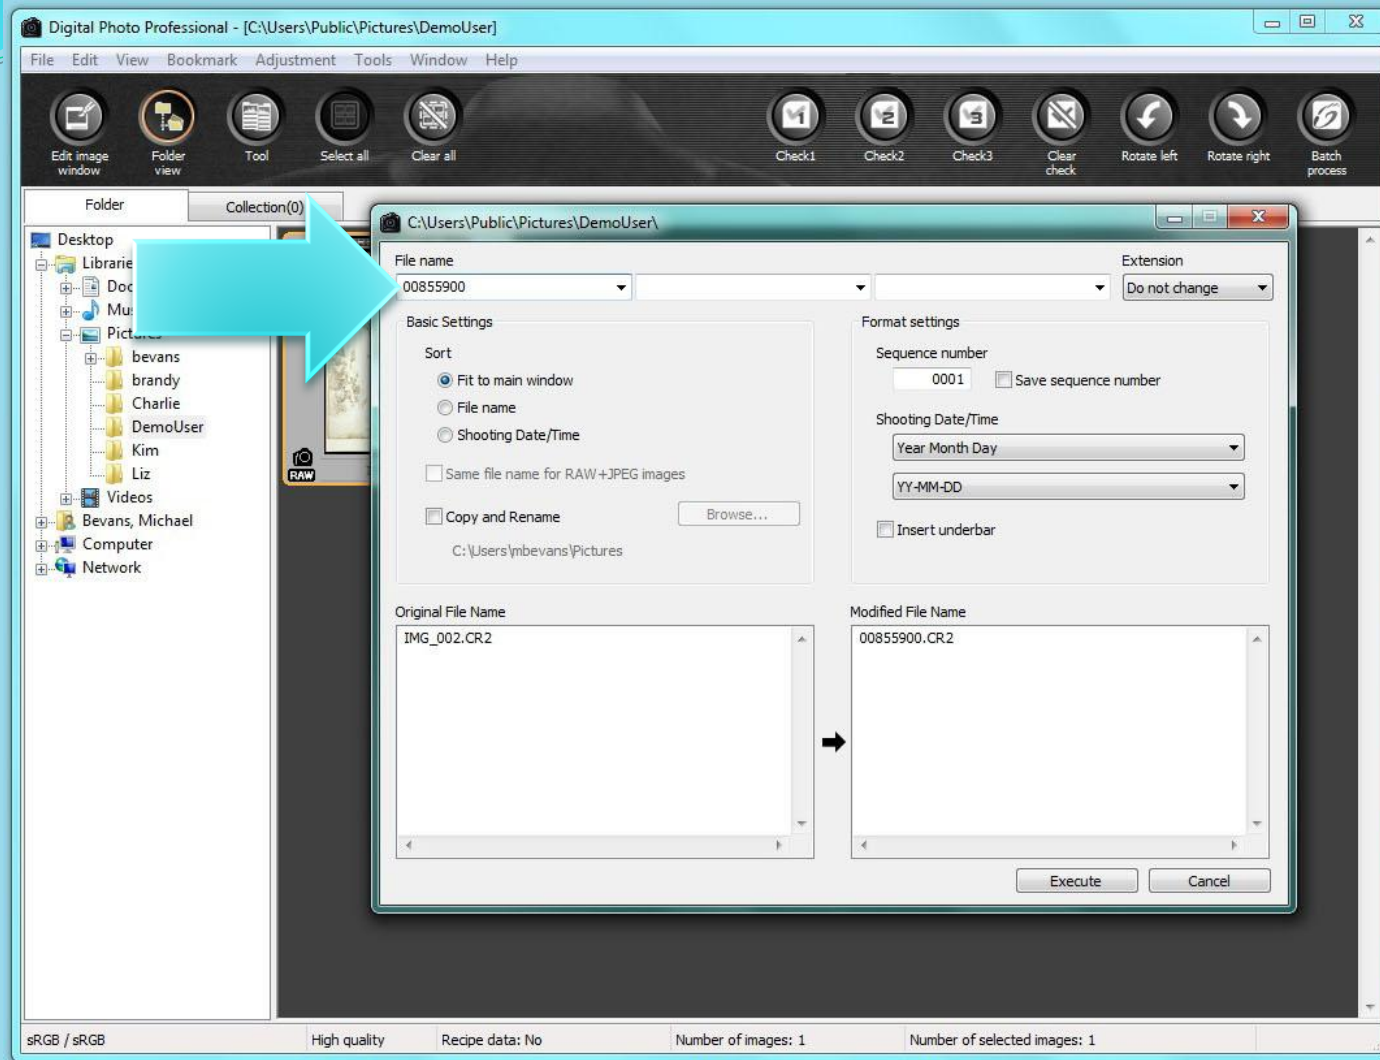 Digital Photo Professional - [C:\Users\Public\Pictures\DemoUser]
File Edit View Bookmark Adjustment Tools Window Help
Edit image window
Folder view
Tool
Select all
Clear all
Check1
Check2
Check3
Clear check
Rotate left
Rotate right
Batch process
Folder
Collection(0)
Desktop
Pictures
bevans
brandy
Charlie
DemoUser
Kim
Liz
Videos
Bevans, Michael
Computer
Network
RAW
C:\Users\Public\Pictures\DemoUser\
File name
Extension
00855900
Do not change
Basic Settings
Sort
Fit to main window
File name
Shooting Date/Time
Same file name for RAW+JPEG images
Copy and Rename
Browse...
C:\Users\mbevans\Pictures
Format settings
Sequence number
0001
Save sequence number
Shooting Date/Time
Year Month Day
YY-MM-DD
Insert underbar
Original File Name
IMG_002.CR2
Modified File Name
00855900.CR2
Execute
Cancel
sRGB / sRGB
High quality
Recipe data: No
Number of images: 1
Number of selected images: 1